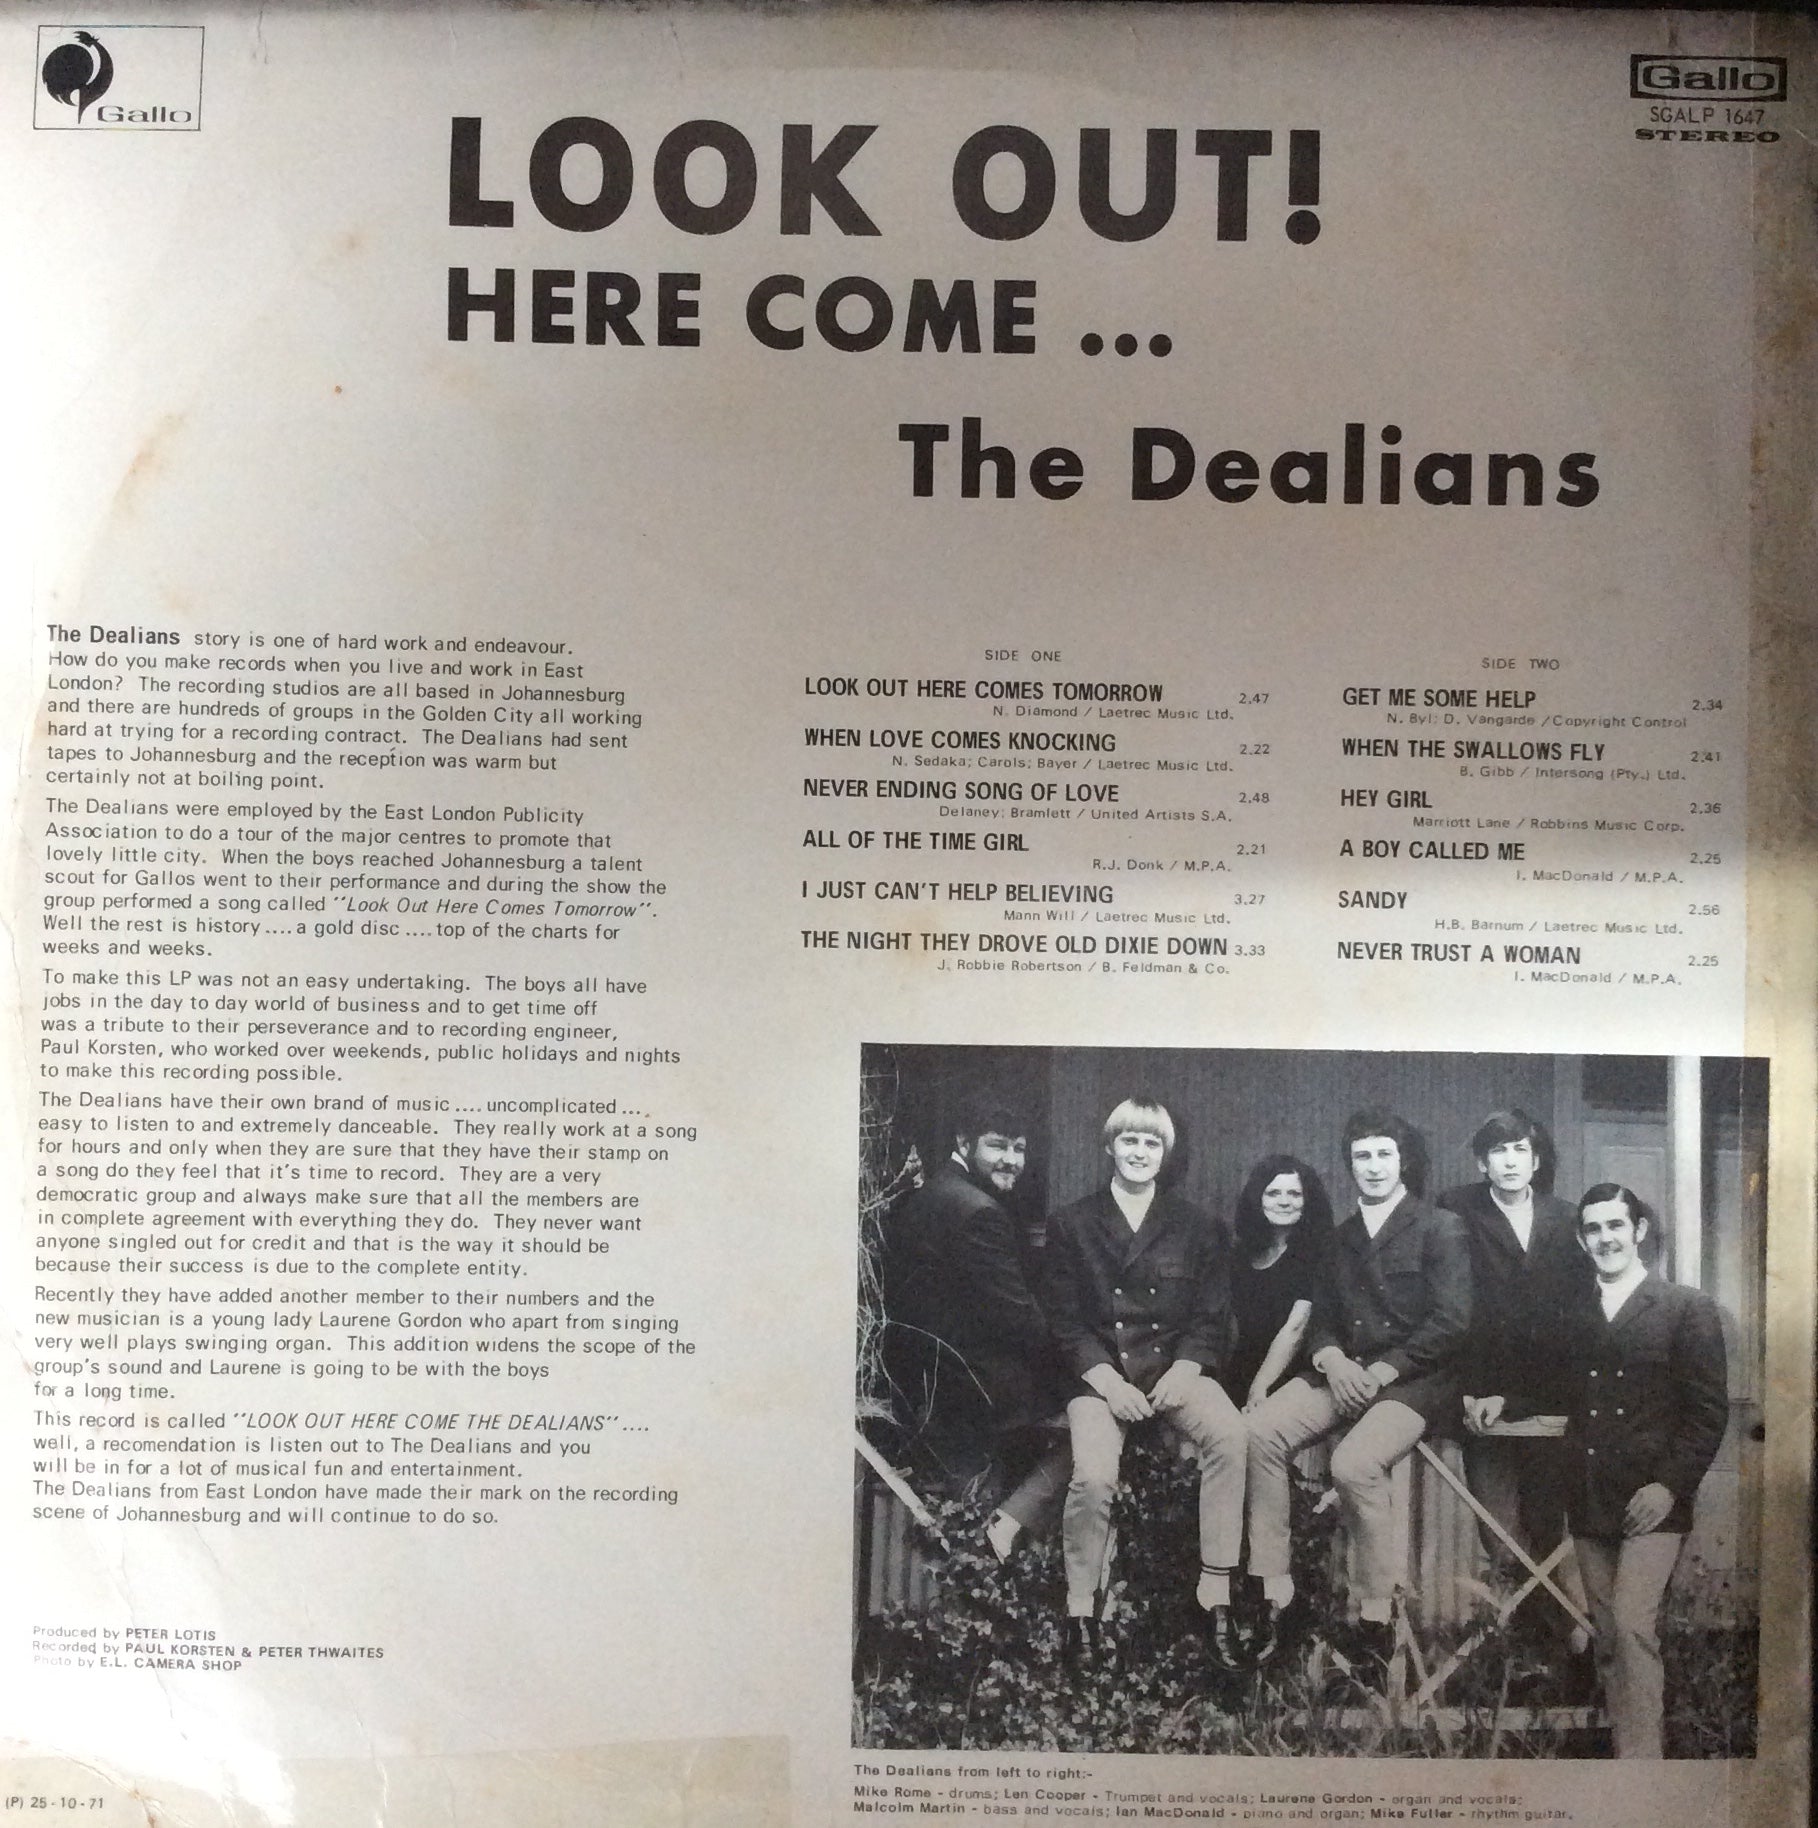 Gallo
Gallo
SGALP 1647
STEREO
LOOK OUT!
HERE COME ...
The Dealians
The Dealians story is one of hard work and endeavour.
How do you make records when you live and work in East
London? The recording studios are all based in Johannesburg
and there are hundreds of groups in the Golden City all working
hard at trying for a recording contract. The Dealians had sent
tapes to Johannesburg and the reception was warm but
certainly not at boiling point.
The Dealians were employed by the East London Publicity
Association to do a tour of the major centres to promote that
lovely little city. When the boys reached Johannesburg a talent
scout for Gallos went to their performance and during the show the
group performed a song called "Look Out Here Comes Tomorrow".
Well the rest is history .... a gold disc .... top of the charts for
weeks and weeks.
To make this LP was not an easy undertaking. The boys all have
jobs in the day to day world of business and to get time off
was a tribute to their perseverance and to recording engineer,
Paul Korsten, who worked over weekends, public holidays and nights
to make this recording possible.
The Dealians have their own brand of music .... uncomplicated ....
easy to listen to and extremely danceable. They really work at a song
for hours and only when they are sure that they have their stamp on
a song do they feel that it's time to record. They are a very
democratic group and always make sure that all the members are
in complete agreement with everything they do. They never want
anyone singled out for credit and that is the way it should be
because their success is due to the complete entity.
Recently they have added another member to their numbers and the
new musician is a young lady Laurene Gordon who apart from singing
very well plays swinging organ. This addition widens the scope of the
group's sound and Laurene is going to be with the boys
for a long time.
This record is called "LOOK OUT HERE COME THE DEALIANS" ....
well, a recomendation is listen out to The Dealians and you
will be in for a lot of musical fun and entertainment.
The Dealians from East London have made their mark on the recording
scene of Johannesburg and will continue to do so.
Produced by PETER LOTIS
Recorded by PAUL KORSTEN & PETER THWAITES
Photo by E.L. CAMERA SHOP
(P) 25-10-71
SIDE ONE
LOOK OUT HERE COMES TOMORROW 2.47
N. Diamond / Laetrec Music Ltd.
WHEN LOVE COMES KNOCKING 2.22
N. Sedaka; Carols; Bayer / Laetrec Music Ltd.
NEVER ENDING SONG OF LOVE 2.48
Delaney; Bramlett / United Artists S.A.
ALL OF THE TIME GIRL 2.21
R.J. Donk / M.P.A.
I JUST CAN'T HELP BELIEVING 3.27
Mann Will / Laetrec Music Ltd.
THE NIGHT THEY DROVE OLD DIXIE DOWN 3.33
J. Robbie Robertson / B. Feldman & Co.
SIDE TWO
GET ME SOME HELP 2.34
N. Byl; D. Vangarde / Copyright Control
WHEN THE SWALLOWS FLY 2.41
B. Gibb / Intersong (Pty.) Ltd.
HEY GIRL 2.36
Marriott Lane / Robbins Music Corp.
A BOY CALLED ME 2.25
I. MacDonald / M.P.A.
SANDY 2.56
H.B. Barnum / Laetrec Music Ltd.
NEVER TRUST A WOMAN 2.25
I. MacDonald / M.P.A.
The Dealians from left to right:-
Mike Rome - drums; Len Cooper - Trumpet and vocals; Laurene Gordon - organ and vocals;
Malcolm Martin - bass and vocals; Ian MacDonald - piano and organ; Mike Fuller - rhythm guitar.